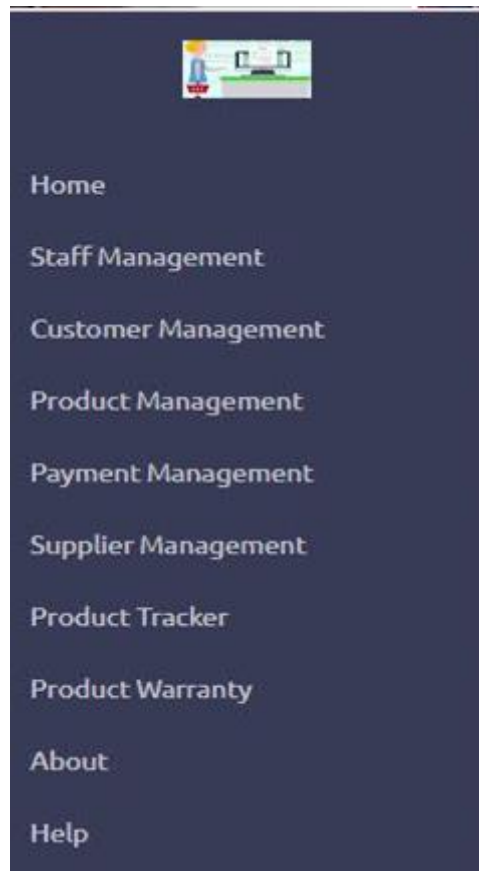 Home
Staff Management
Customer Management
Product Management
Payment Management
Supplier Management
Product Tracker
Product Warranty
About
Help